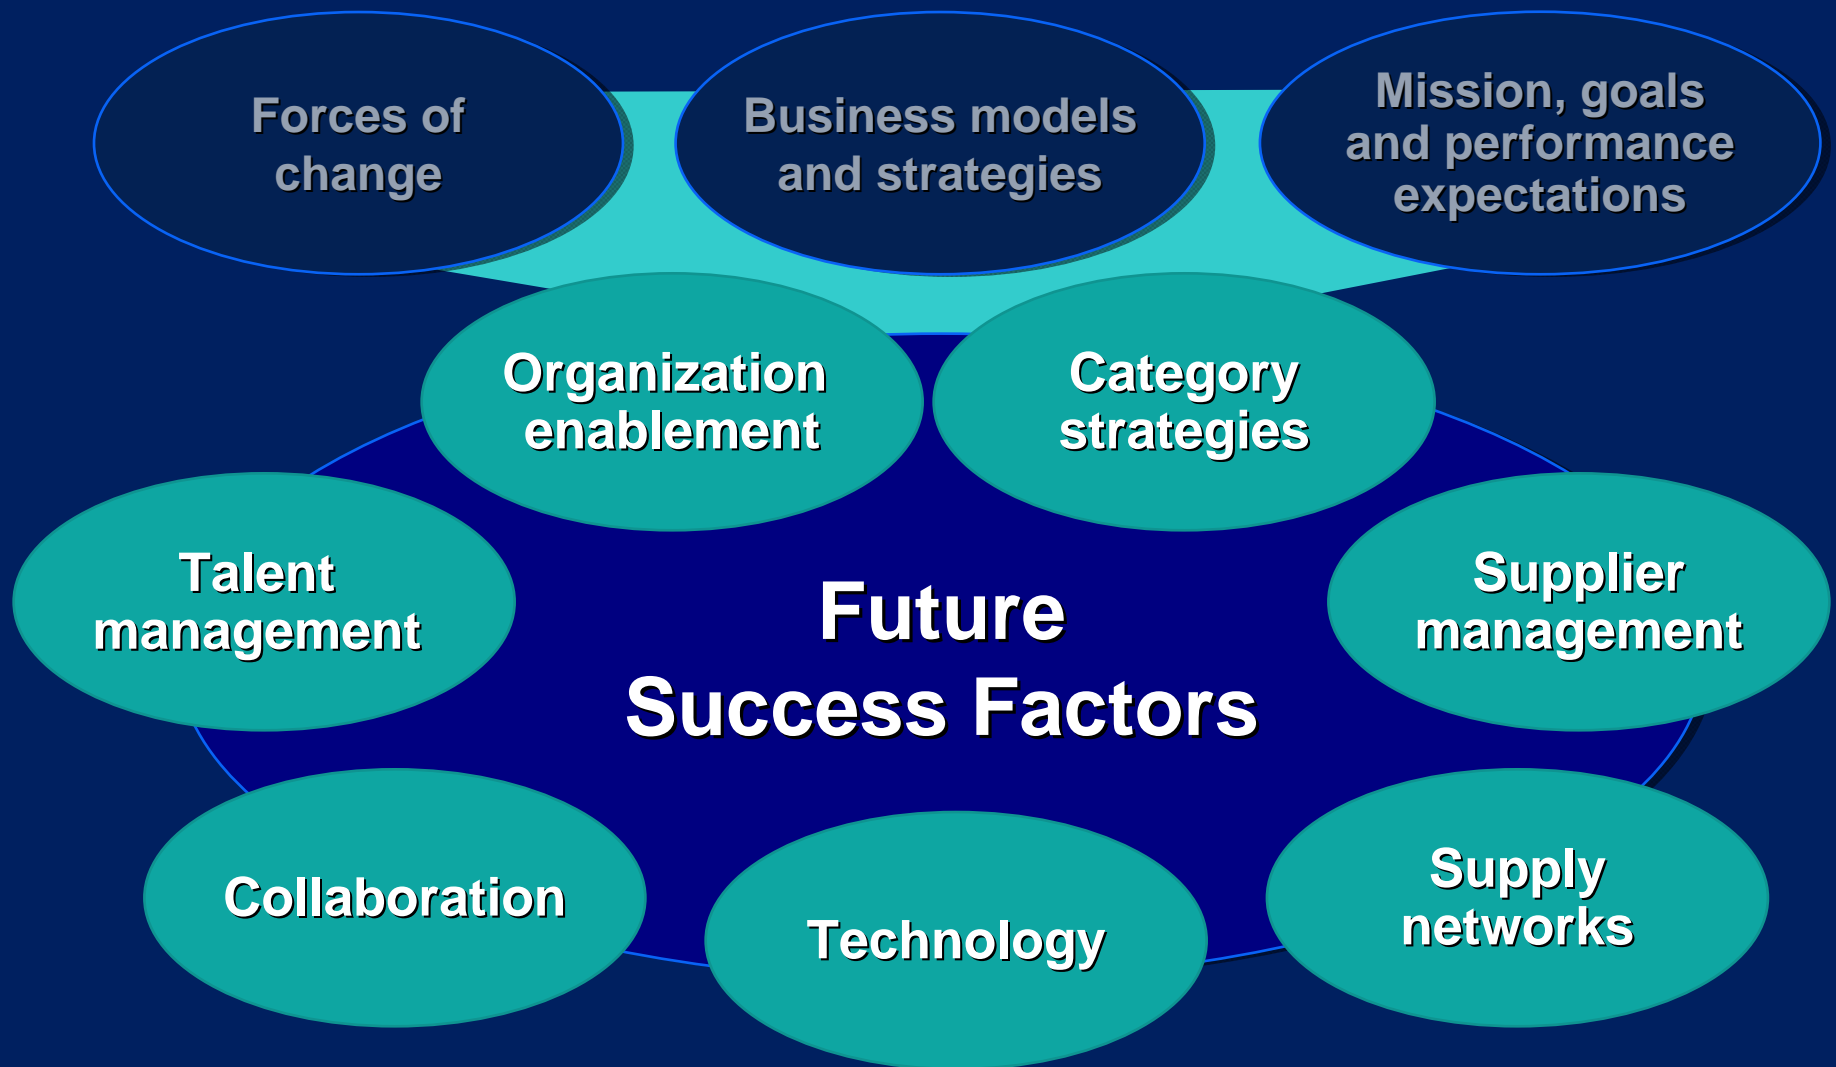 Forces of
change
Business models
and strategies
Mission, goals
and performance
expectations
Organization
enablement
Category
strategies
Talent
management
Future
Success Factors
Supplier
management
Collaboration
Technology
Supply
networks